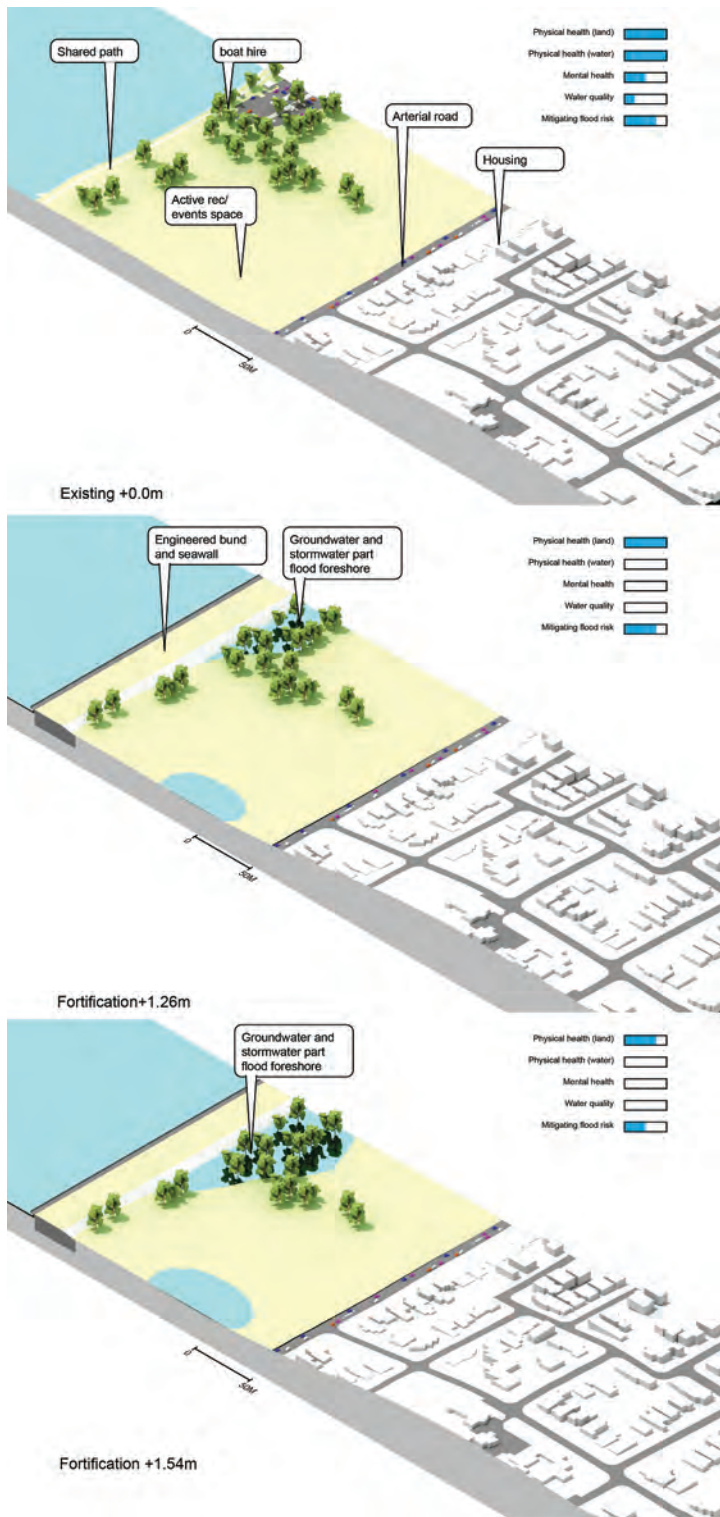 Shared path
boat hire
Physical health (land)
Physical health (water)
Mental health
Water quality
Mitigating flood risk
Arterial road
Housing
Active rec/
events space
0
50M
Existing +0.0m
Engineered bund
and seawall
Groundwater and
stormwater part
flood foreshore
Physical health (land)
Physical health (water)
Mental health
Water quality
Mitigating flood risk
0
50M
Fortification+1.26m
Groundwater and
stormwater part
flood foreshore
Physical health (land)
Physical health (water)
Mental health
Water quality
Mitigating flood risk
0
50M
Fortification +1.54m